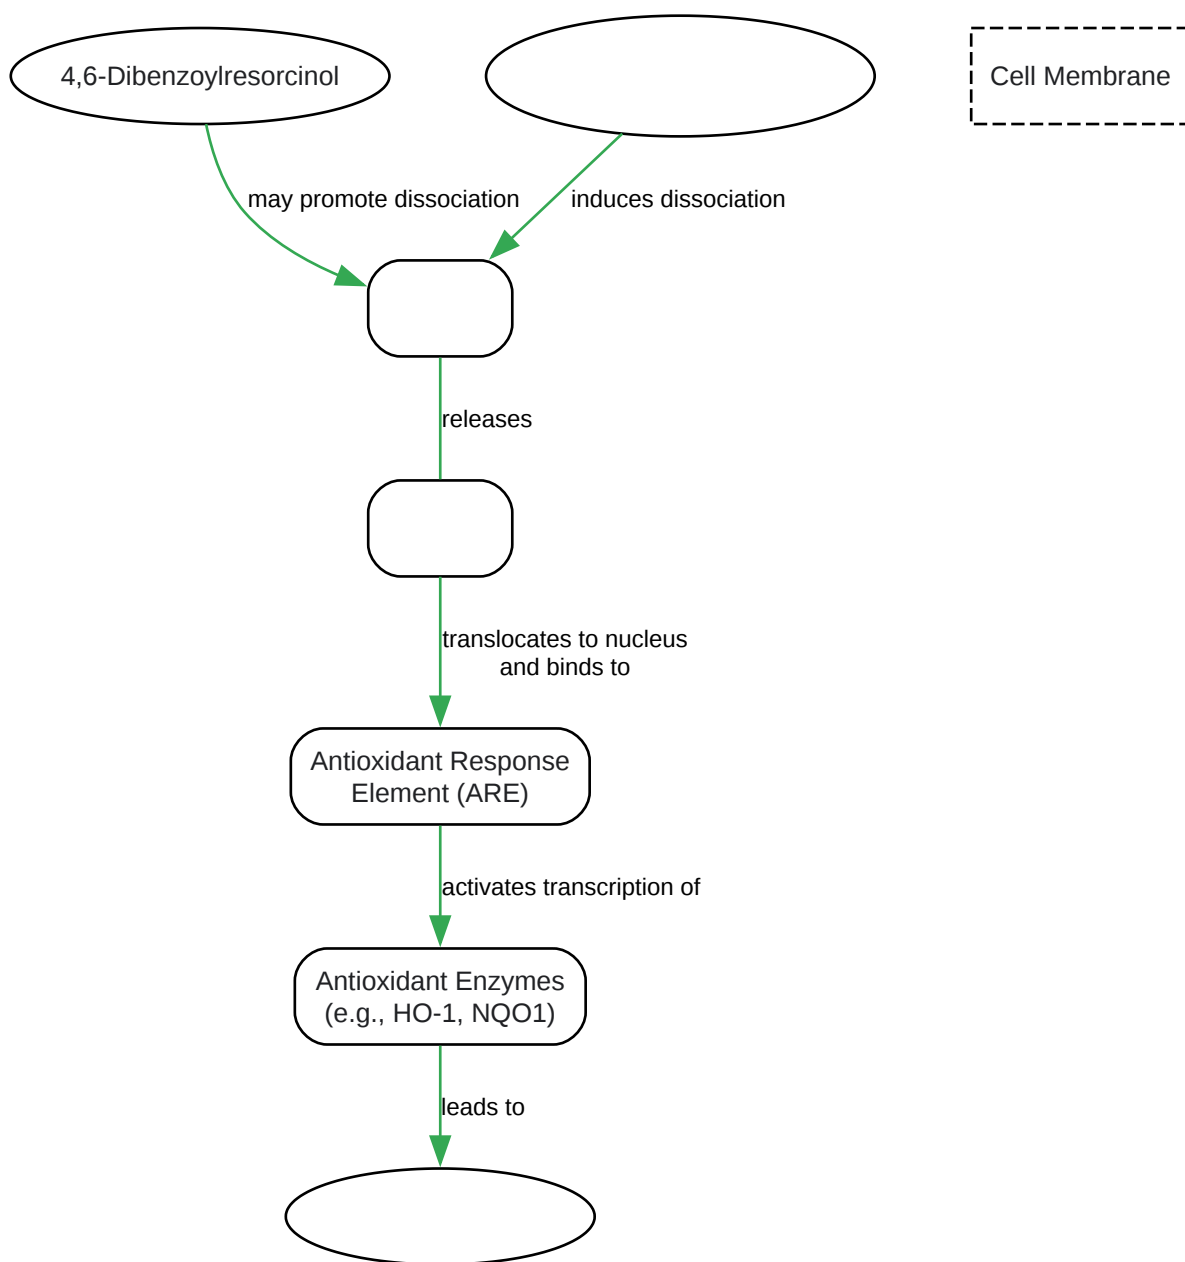 4,6-Dibenzoylresorcinol
Cell Membrane
may promote dissociation
induces dissociation
releases
translocates to nucleus
and binds to
Antioxidant Response
Element (ARE)
activates transcription of
Antioxidant Enzymes
(e.g., HO-1, NQO1)
leads to